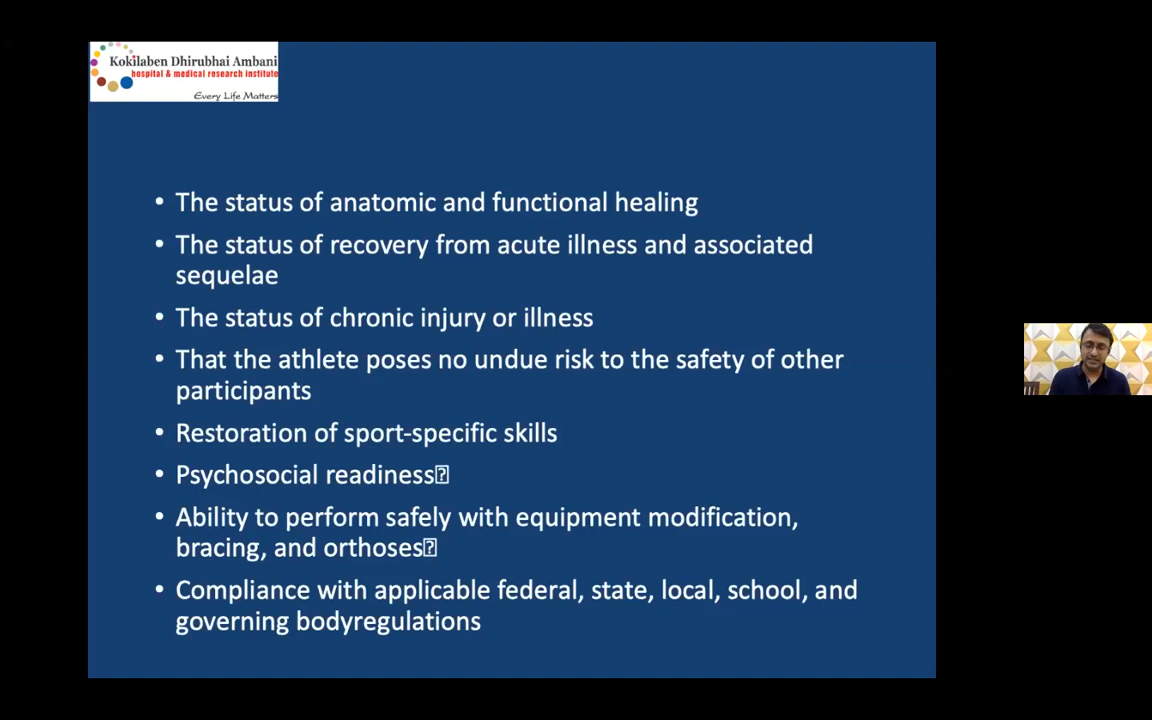 Kokilaben Dhirubhai Ambani
hospital & medical research institute
Every Life Matters
• The status of anatomic and functional healing
• The status of recovery from acute illness and associated
sequelae
• The status of chronic injury or illness
• That the athlete poses no undue risk to the safety of other
participants
• Restoration of sport-specific skills
• Psychosocial readiness�
• Ability to perform safely with equipment modification,
bracing, and orthoses�
• Compliance with applicable federal, state, local, school, and
governing bodyregulations